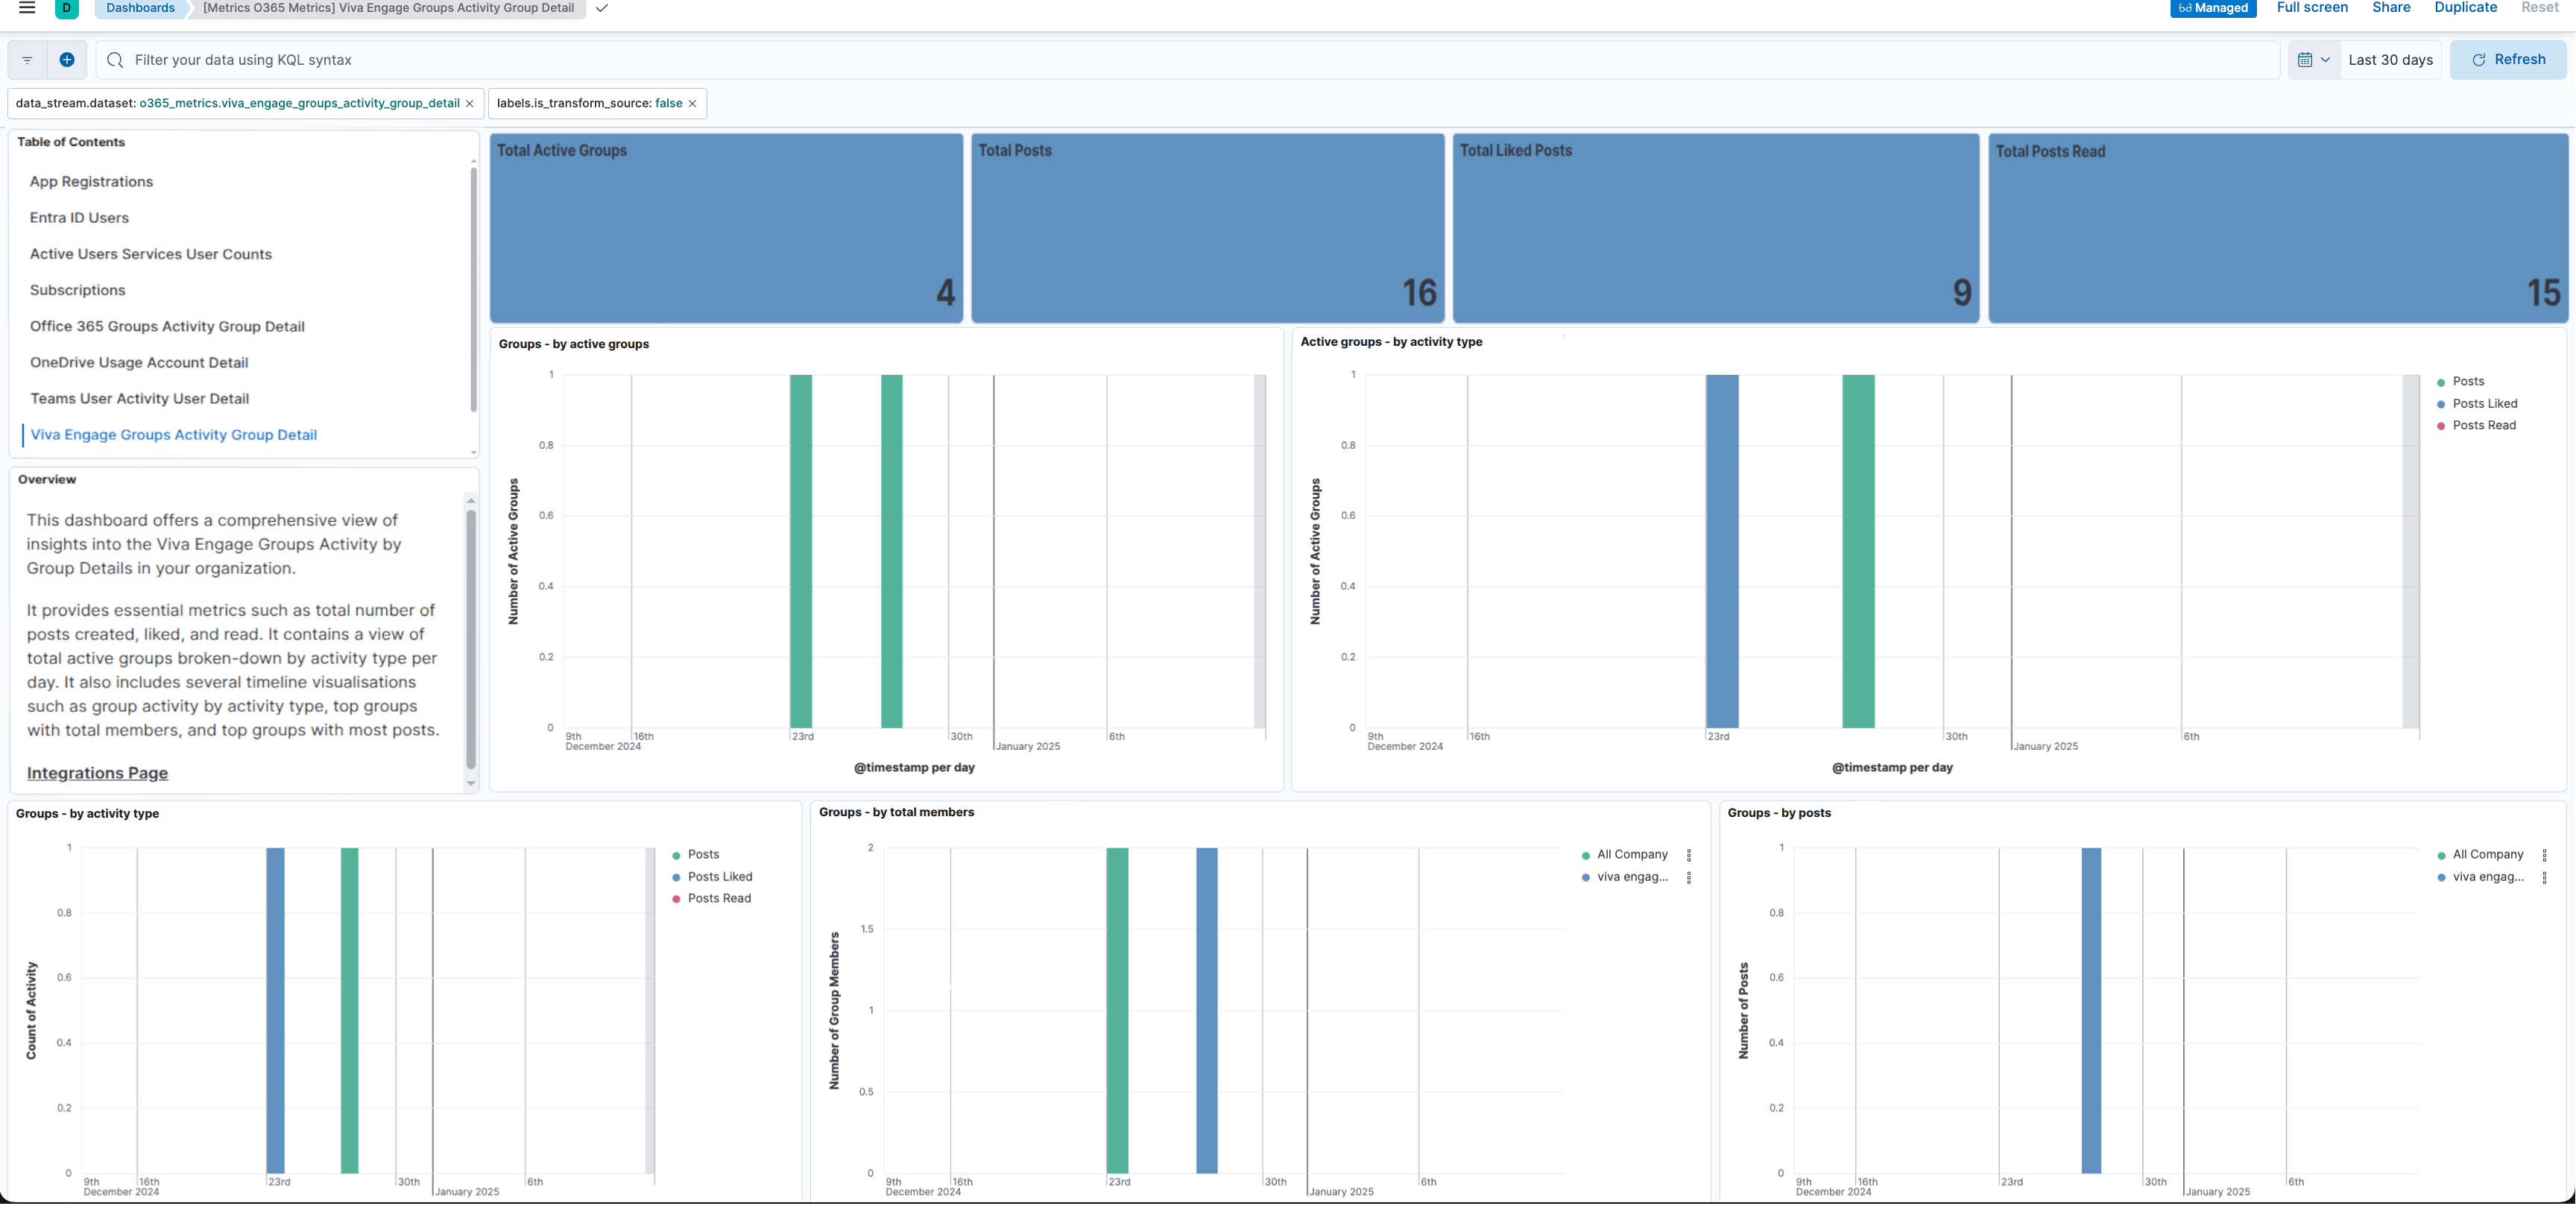 D
Dashboards
[Metrics O365 Metrics] Viva Engage Groups Activity Group Detail
Managed
Full screen
Share
Duplicate
Reset
Filter your data using KQL syntax
Last 30 days
Refresh
data_stream.dataset: o365_metrics.viva_engage_groups_activity_group_detail
labels.is_transform_source: false
Table of Contents
App Registrations
Entra ID Users
Active Users Services User Counts
Subscriptions
Office 365 Groups Activity Group Detail
OneDrive Usage Account Detail
Teams User Activity User Detail
Viva Engage Groups Activity Group Detail
Overview
This dashboard offers a comprehensive view of
insights into the Viva Engage Groups Activity by
Group Details in your organization.
It provides essential metrics such as total number of
posts created, liked, and read. It contains a view of
total active groups broken-down by activity type per
day. It also includes several timeline visualisations
such as group activity by activity type, top groups
with total members, and top groups with most posts.
Integrations Page
Total Active Groups
4
Total Posts
16
Total Liked Posts
9
Total Posts Read
15
Groups - by active groups
Number of Active Groups
1
0.8
0.6
0.4
0.2
0
9th
December 2024
16th
23rd
30th
January 2025
6th
@timestamp per day
Active groups - by activity type
Number of Active Groups
1
0.8
0.6
0.4
0.2
0
9th
December 2024
16th
23rd
30th
January 2025
6th
@timestamp per day
Posts
Posts Liked
Posts Read
Groups - by activity type
Count of Activity
1
0.8
0.6
0.4
0.2
0
9th
December 2024
16th
23rd
30th
January 2025
6th
Posts
Posts Liked
Posts Read
Groups - by total members
Number of Group Members
2
1.5
1
0.5
0
9th
December 2024
16th
23rd
30th
January 2025
6th
All Company
viva engag...
Groups - by posts
Number of Posts
1
0.8
0.6
0.4
0.2
0
9th
December 2024
16th
23rd
30th
January 2025
6th
All Company
viva engag...